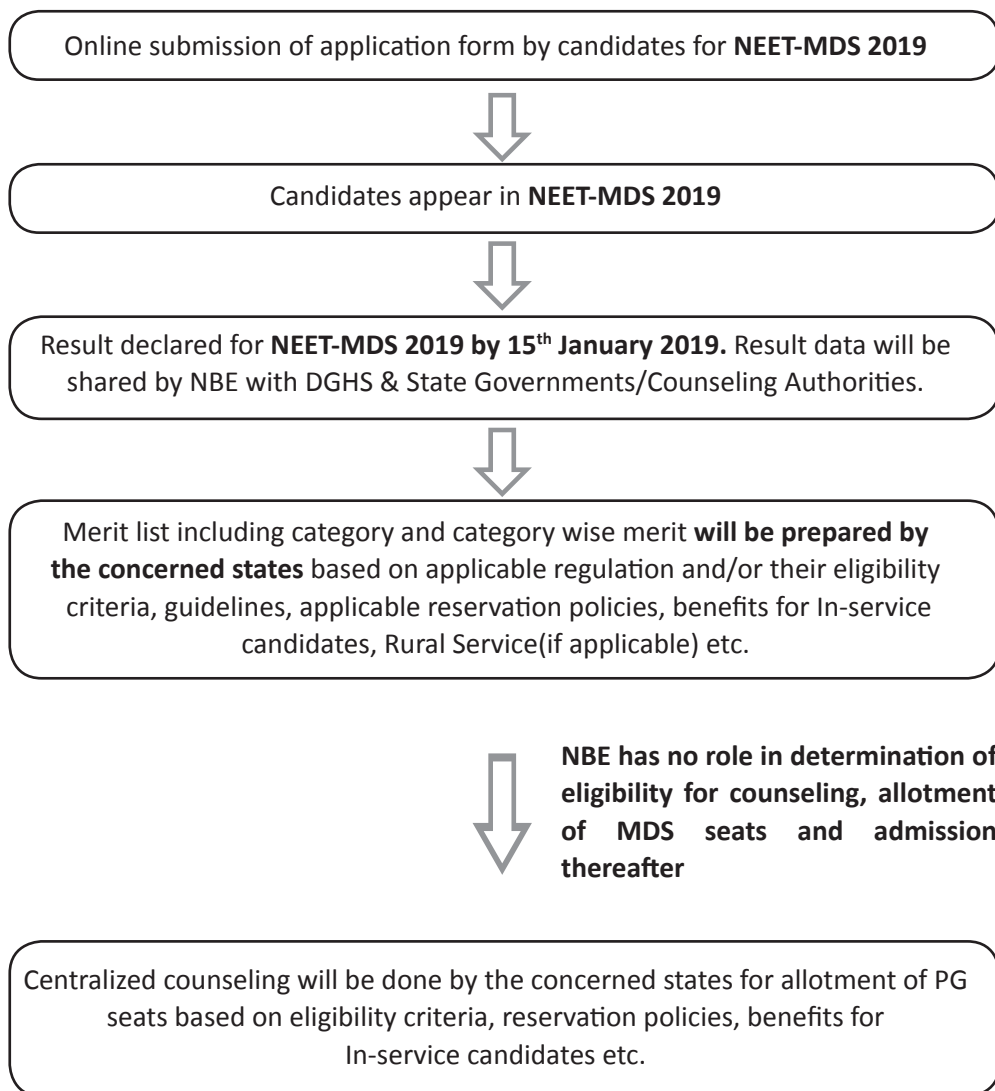 Online submission of application form by candidates for NEET-MDS 2019
Candidates appear in NEET-MDS 2019
Result declared for NEET-MDS 2019 by 15th January 2019. Result data will be
shared by NBE with DGHS & State Governments/Counseling Authorities.
Merit list including category and category wise merit will be prepared by
the concerned states based on applicable regulation and/or their eligibility
criteria, guidelines, applicable reservation policies, benefits for In-service
candidates, Rural Service(if applicable) etc.
NBE has no role in determination of
eligibility for counseling, allotment
of MDS seats and admission
thereafter
Centralized counseling will be done by the concerned states for allotment of PG
seats based on eligibility criteria, reservation policies, benefits for
In-service candidates etc.